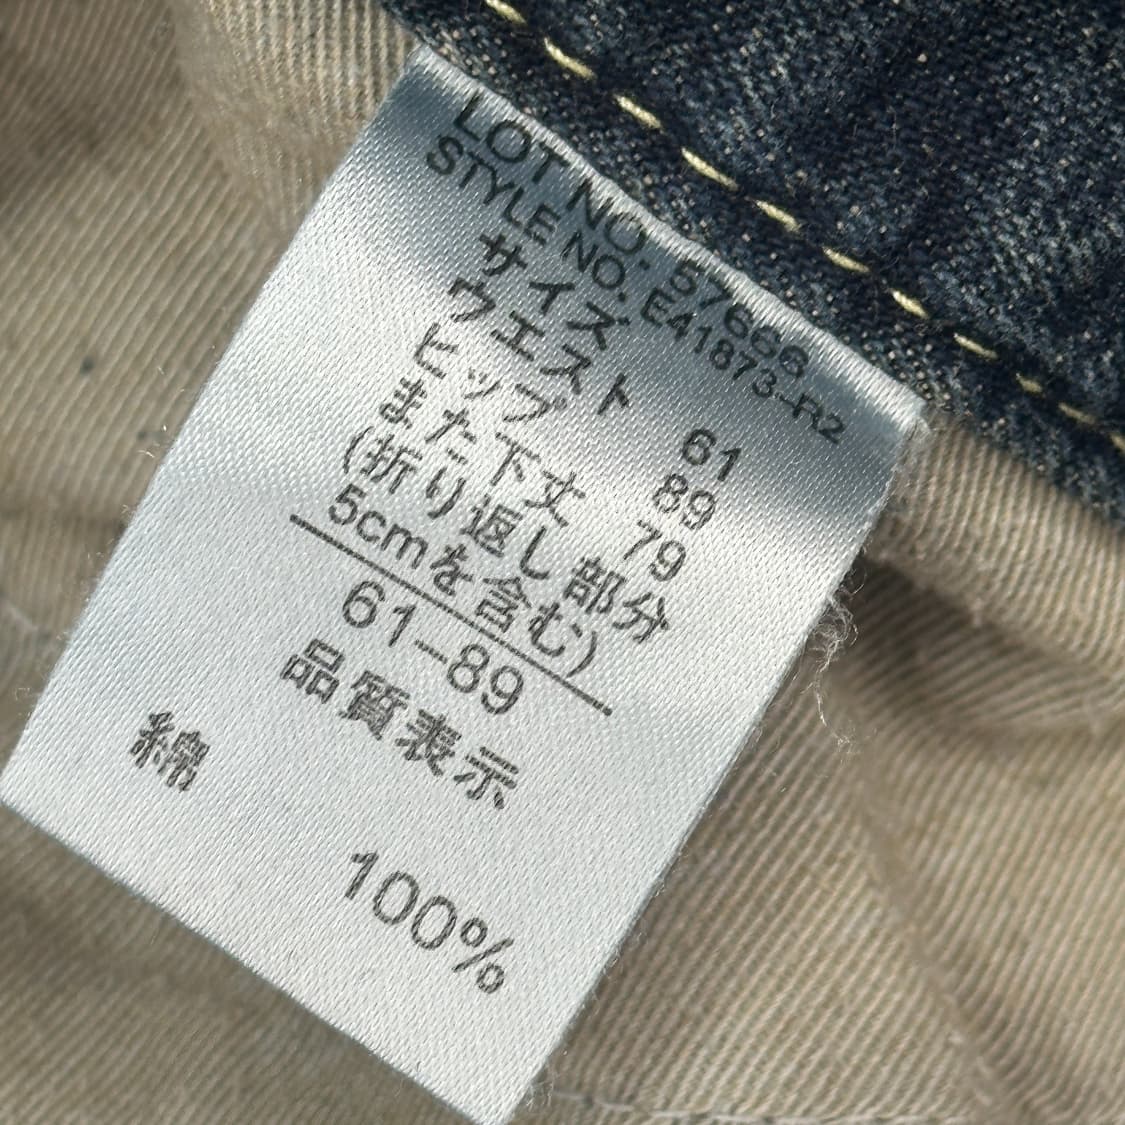 LOT NO. 57666
STYLE NO. E41873-R2
サイズ
ウエスト 61
ヒップ 89
また下丈 79
(折り返し部分
5cmを含む)
61-89
品質表示
綿 100%